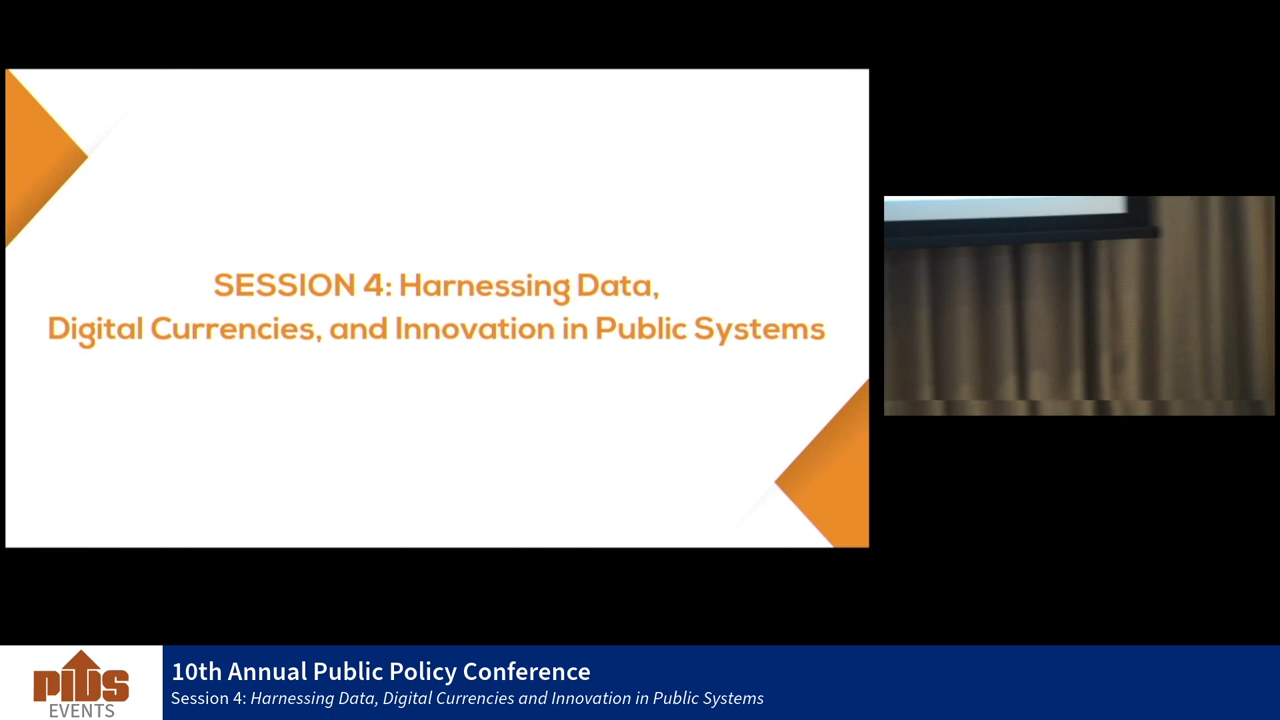 SESSION 4: Harnessing Data,
Digital Currencies, and Innovation in Public Systems
PIDS
EVENTS
10th Annual Public Policy Conference
Session 4: Harnessing Data, Digital Currencies and Innovation in Public Systems